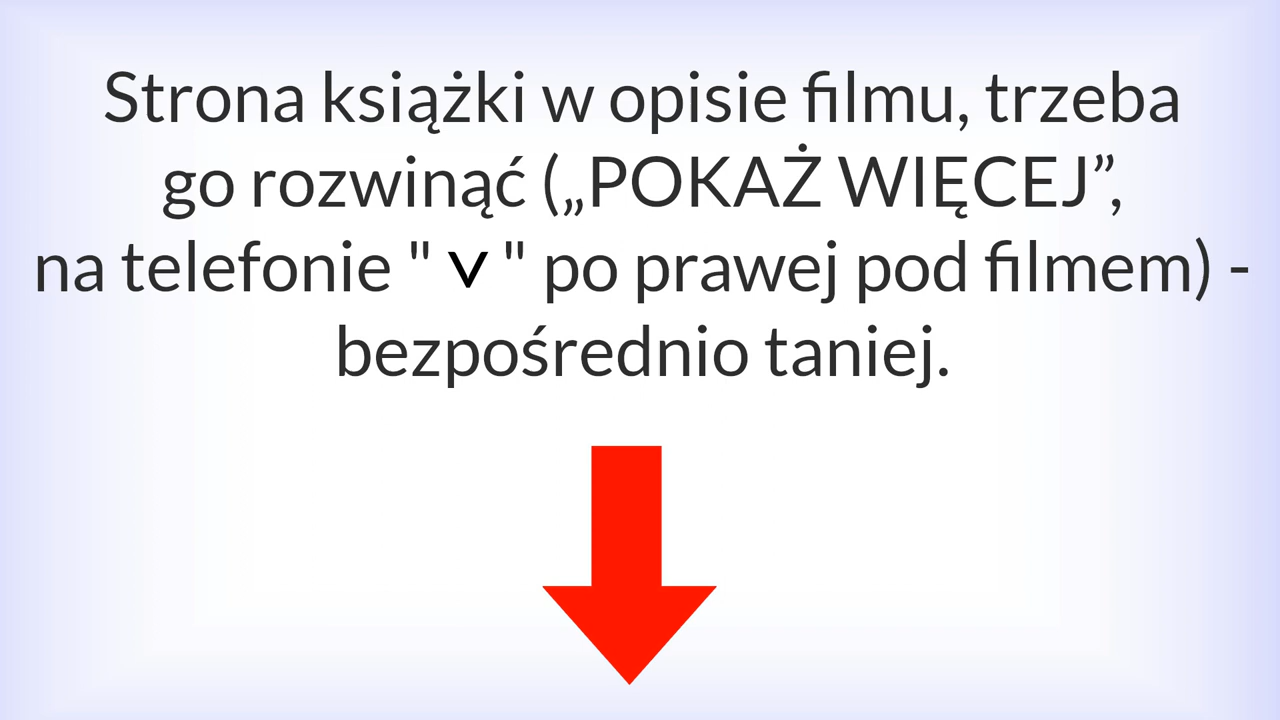 Strona książki w opisie filmu, trzeba
go rozwinąć („POKAŻ WIĘCEJ”,
na telefonie " ∨ " po prawej pod filmem) -
bezpośrednio taniej.